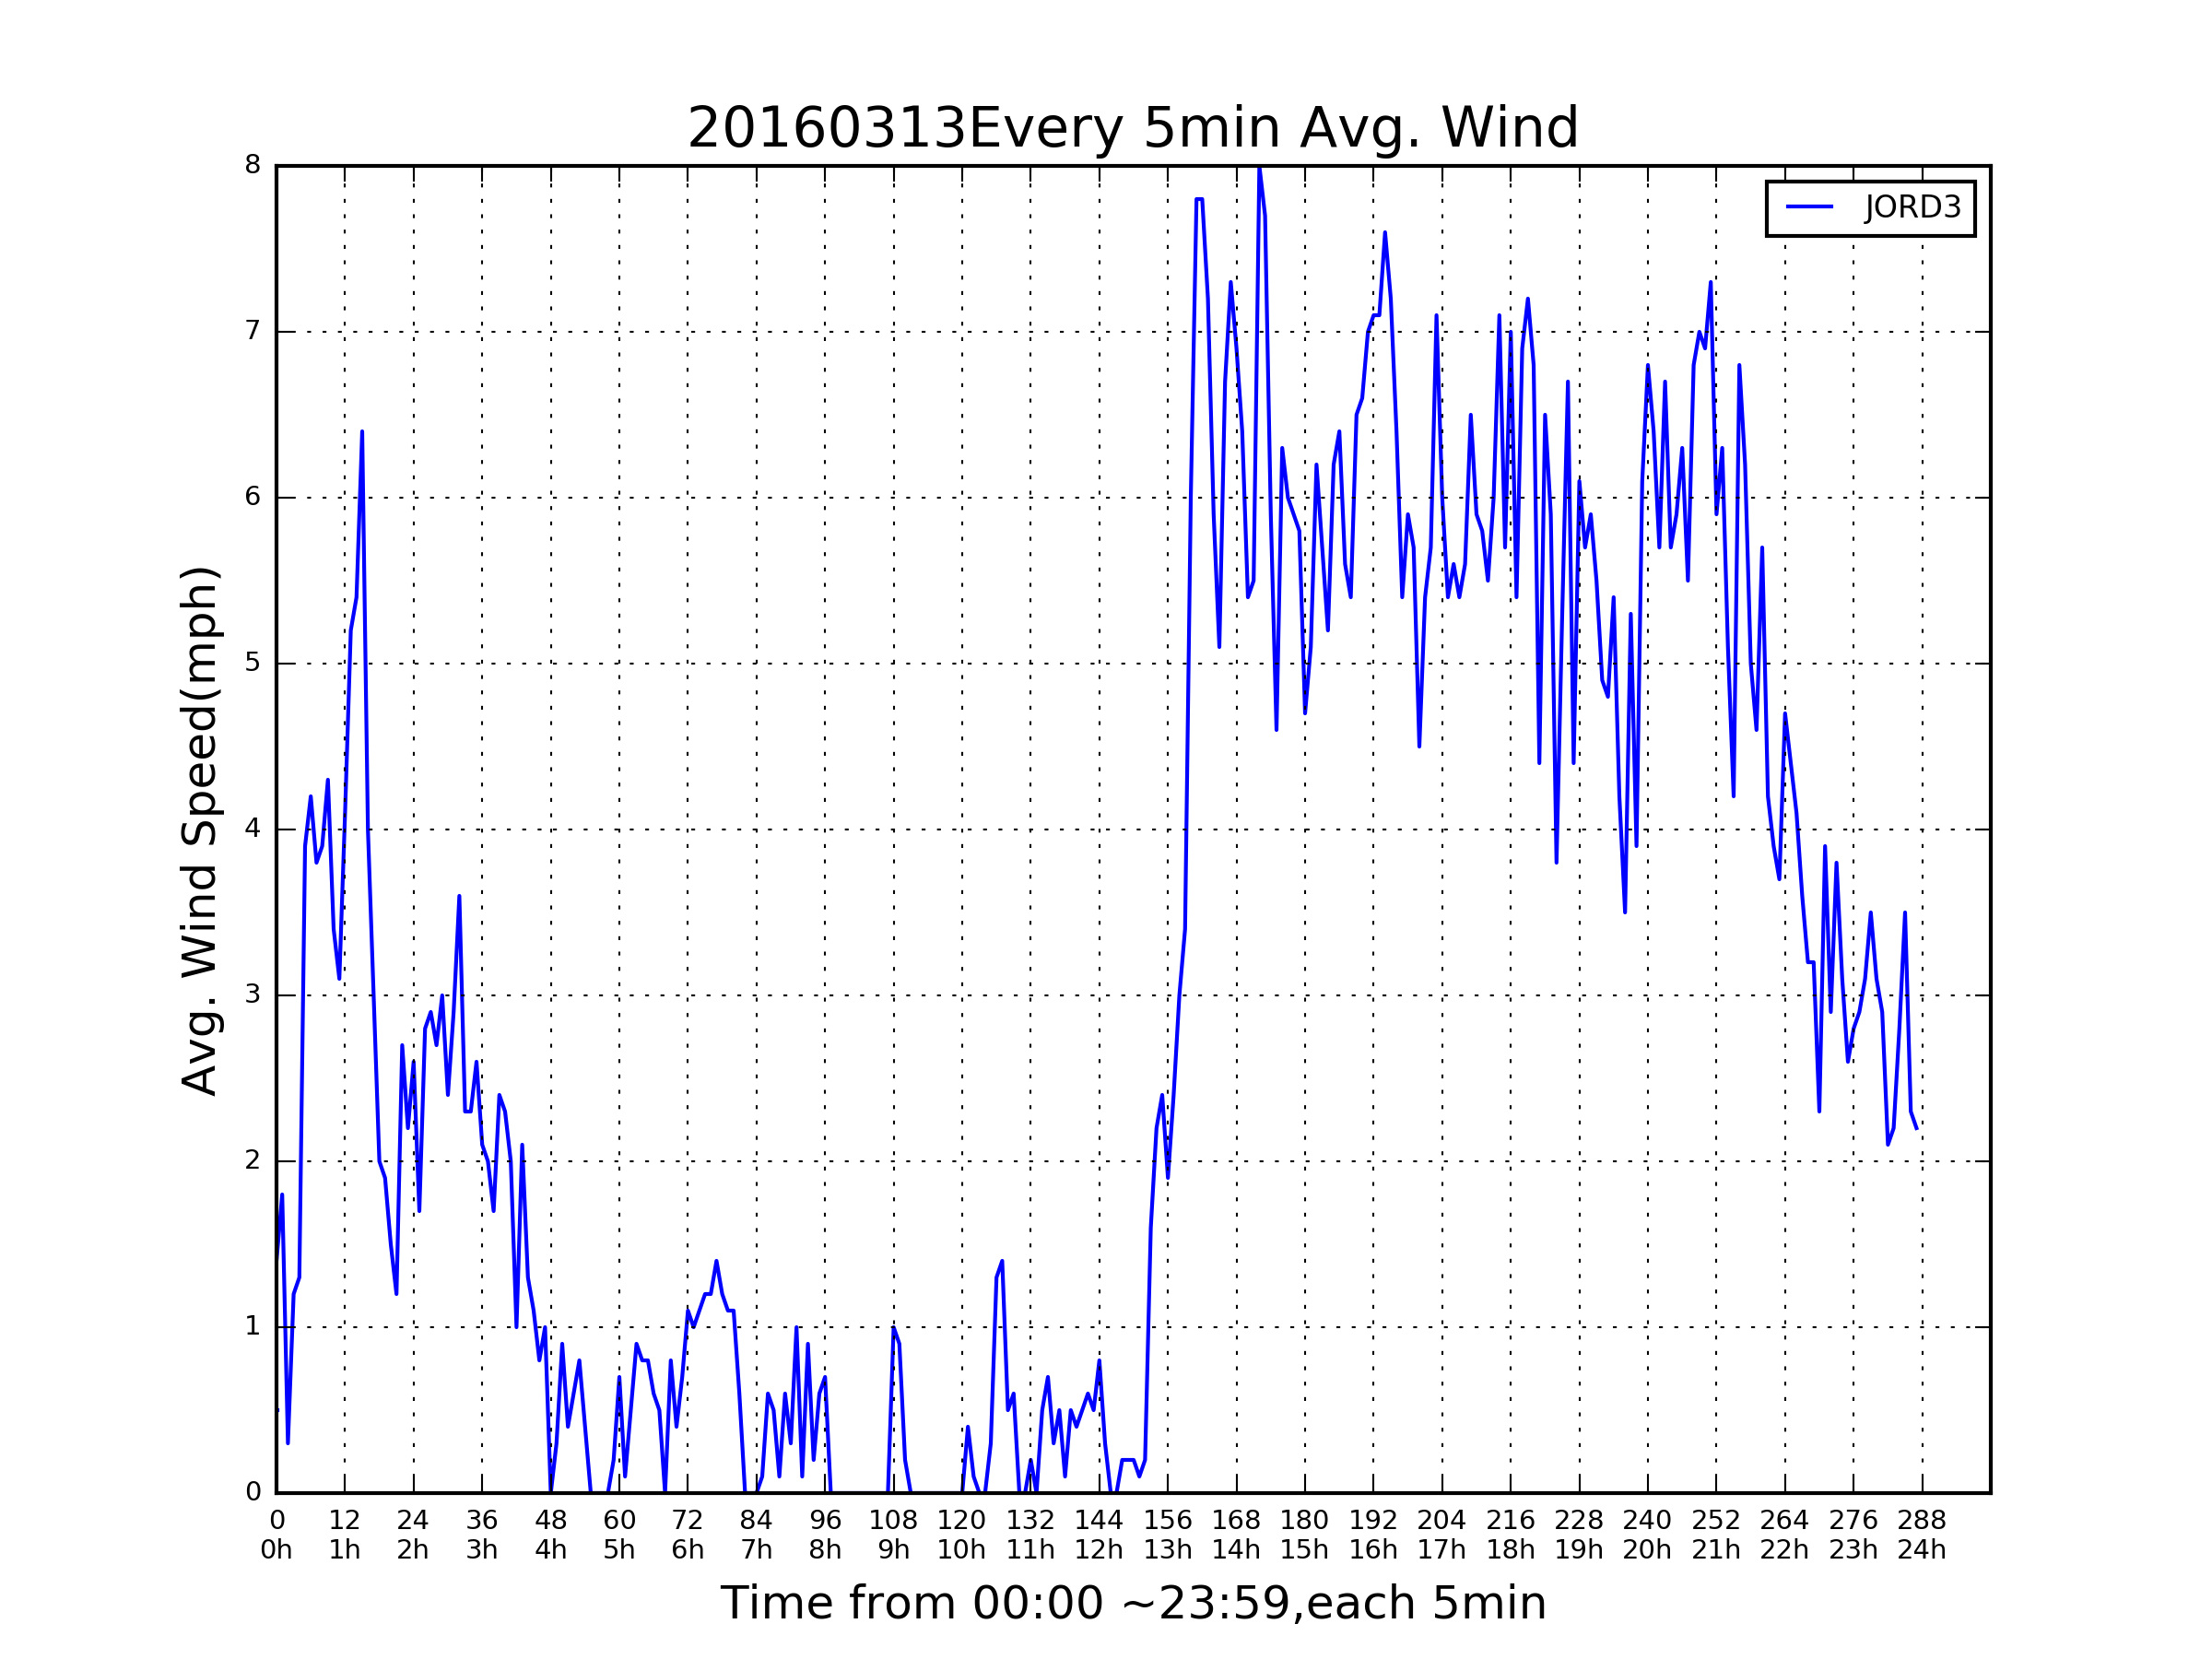 20160313Every 5min Avg. Wind
JORD3
Avg. Wind Speed(mph)
8
7
6
5
4
3
2
1
0
0 12 24 36 48 60 72 84 96 108 120 132 144 156 168 180 192 204 216 228 240 252 264 276 288
0h 1h 2h 3h 4h 5h 6h 7h 8h 9h 10h 11h 12h 13h 14h 15h 16h 17h 18h 19h 20h 21h 22h 23h 24h
Time from 00:00 ~23:59,each 5min